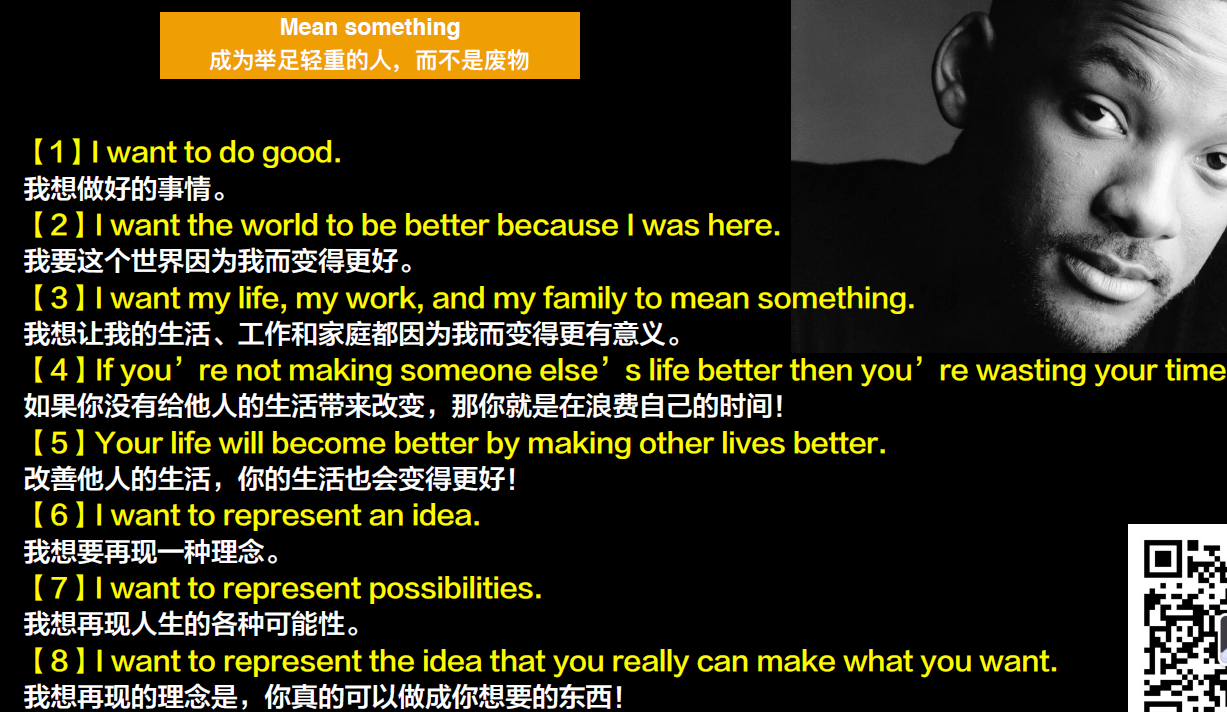 Mean something
成为举足轻重的人，而不是废物
【1】I want to do good.
我想做好的事情。
【2】I want the world to be better because I was here.
我要这个世界因为我而变得更好。
【3】I want my life, my work, and my family to mean something.
我想让我的生活、工作和家庭都因为我而变得更有意义。
【4】If you’re not making someone else’s life better then you’re wasting your time
如果你没有给他人的生活带来改变，那你就是在浪费自己的时间！
【5】Your life will become better by making other lives better.
改善他人的生活，你的生活也会变得更好！
【6】I want to represent an idea.
我想要再现一种理念。
【7】I want to represent possibilities.
我想再现人生的各种可能性。
【8】I want to represent the idea that you really can make what you want.
我想再现的理念是，你真的可以做成你想要的东西！